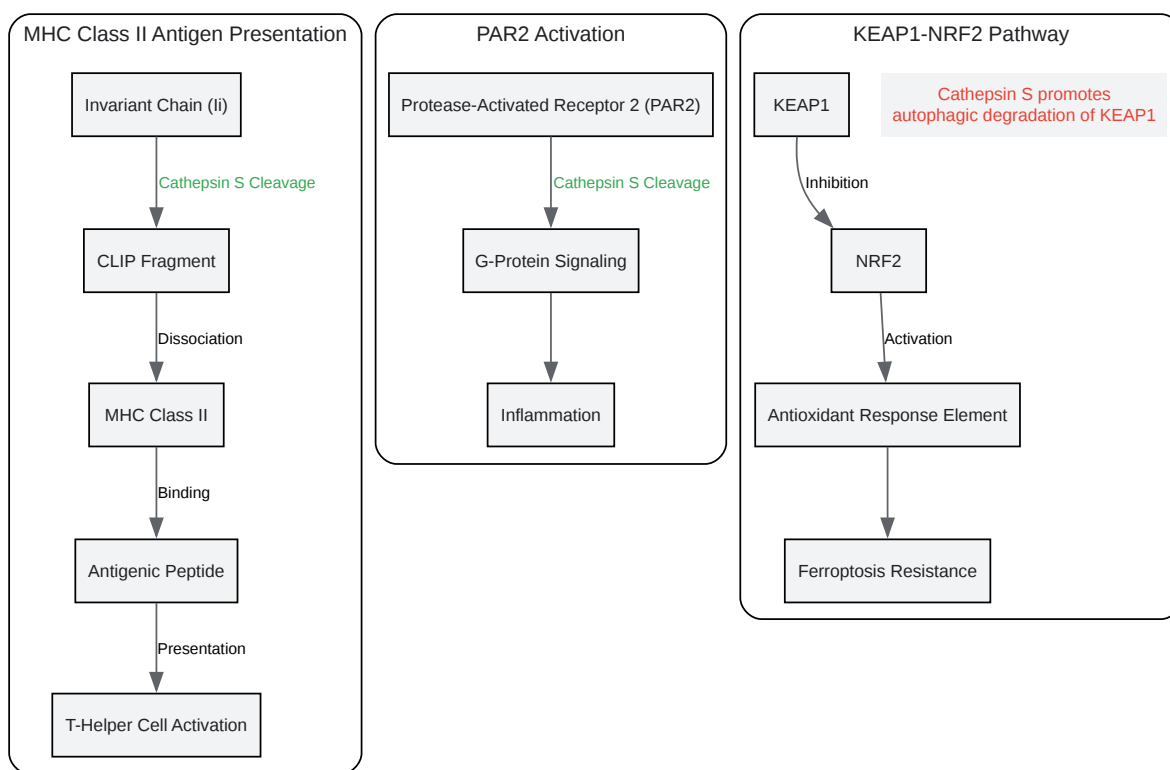 MHC Class II Antigen Presentation
Invariant Chain (Ii)
Cathepsin S Cleavage
CLIP Fragment
Dissociation
MHC Class II
Binding
Antigenic Peptide
Presentation
T-Helper Cell Activation
PAR2 Activation
Protease-Activated Receptor 2 (PAR2)
Cathepsin S Cleavage
G-Protein Signaling
Inflammation
KEAP1-NRF2 Pathway
KEAP1
Cathepsin S promotes
autophagic degradation of KEAP1
Inhibition
NRF2
Activation
Antioxidant Response Element
Ferroptosis Resistance